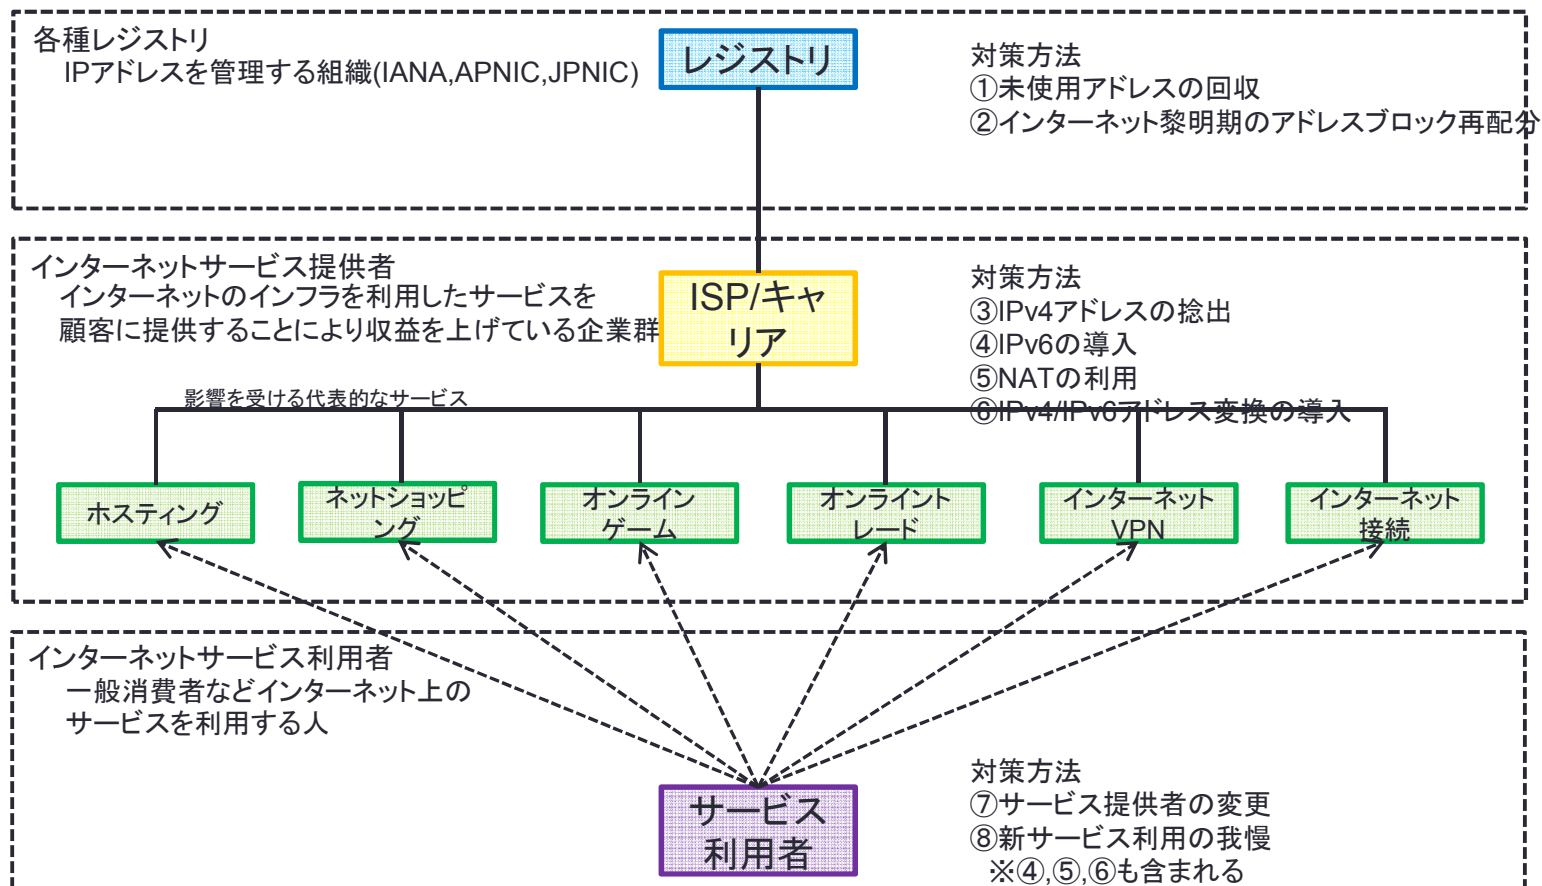 各種レジストリ
IPアドレスを管理する組織(IANA,APNIC,JPNIC)
レジストリ
対策方法
①未使用アドレスの回収
②インターネット黎明期のアドレスブロック再配分
インターネットサービス提供者
インターネットのインフラを利用したサービスを
顧客に提供することにより収益を上げている企業群
ISP/キャ
リア
対策方法
③IPv4アドレスの捻出
④IPv6の導入
⑤NATの利用
⑥IPv4/IPv6アドレス変換の導入
影響を受ける代表的なサービス
ホスティング
ネットショッピ
ング
オンライン
ゲーム
オンライント
レード
インターネット
VPN
インターネット
接続
インターネットサービス利用者
一般消費者などインターネット上の
サービスを利用する人
サービス
利用者
対策方法
⑦サービス提供者の変更
⑧新サービス利用の我慢
※④,⑤,⑥も含まれる